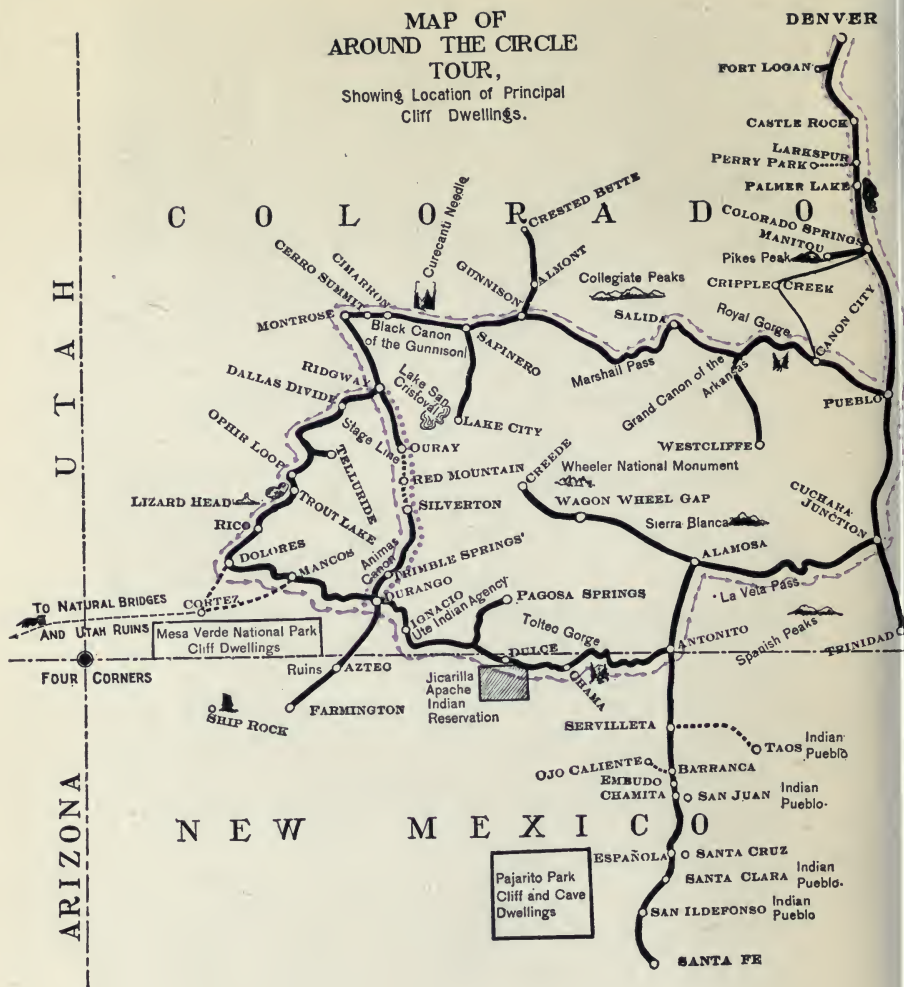 MAP OF
AROUND THE CIRCLE
TOUR,
Showing Location of Principal
Cliff Dwellings.
DENVER
FORT LOGAN
CASTLE ROCK
LARKSPUR
PERRY PARK
PALMER LAKE
COLORADO
COLORADO SPRINGS
MANITOU
Pikes Peak
CRIPPLE CREEK
CANON CITY
Royal Gorge
PUEBLO
CRESTED BUTTE
ALMONT
GUNNISON
Collegiate Peaks
SALIDA
Marshall Pass
Grand Canon of the
Arkansas
WESTCLIFFE
Curecanti Needle
CIMARRON
CERRO SUMMIT
MONTROSE
Black Canon
of the Gunnison
SAPINERO
LAKE CITY
Lake San
Cristoval
RIDGWAY
DALLAS DIVIDE
Stage Line
OURAY
RED MOUNTAIN
SILVERTON
OPHIR LOOP
TELLURIDE
LIZARD HEAD
TROUT LAKE
RICO
DOLORES
MANCOS
CORTEZ
Animas
Canon
TRIMBLE SPRINGS
DURANGO
CREEDE
Wheeler National Monument
WAGON WHEEL GAP
Sierra Blanca
CUCHARA
JUNCTION
ALAMOSA
La Veta Pass
Spanish Peaks
TRINIDAD
UTAH
TO NATURAL BRIDGES
AND UTAH RUINS
Mesa Verde National Park
Cliff Dwellings
IGNACIO
Ute Indian Agency
PAGOSA SPRINGS
Toltec Gorge
ANTONITO
DULCE
CHAMA
FOUR CORNERS
Ruins
AZTEC
FARMINGTON
SHIP ROCK
Jicarilla
Apache
Indian
Reservation
SERVILLETA
TAOS
Indian
Pueblo
OJO CALIENTE
BARRANCA
EMBUDO
CHAMITA
SAN JUAN
Indian
Pueblo.
ARIZONA
NEW MEXICO
ESPAÑOLA
SANTA CRUZ
Pajarito Park
Cliff and Cave
Dwellings
SANTA CLARA
Indian
Pueblo.
SAN ILDEFONSO
Indian
Pueblo
SANTA FE